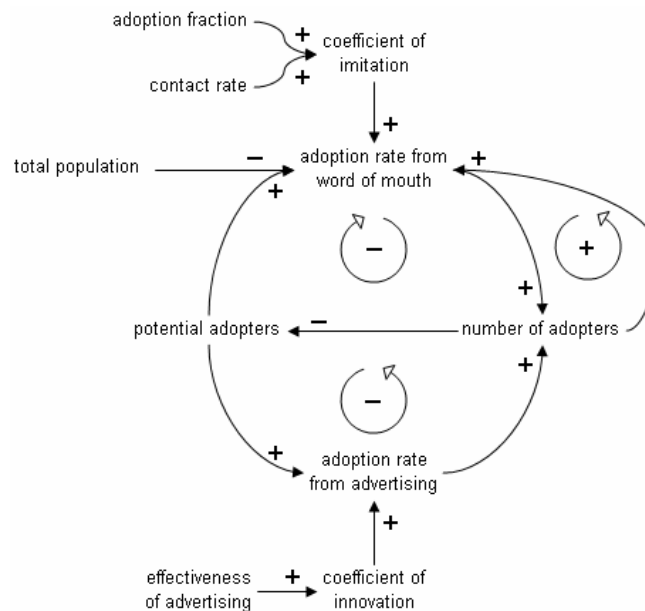 adoption fraction
+
coefficient of
imitation
+
contact rate
+
total population
−
adoption rate from
word of mouth
+
+
−
+
+
potential adopters
−
number of adopters
+
−
+
adoption rate
from advertising
+
effectiveness
of advertising
+
coefficient of
innovation